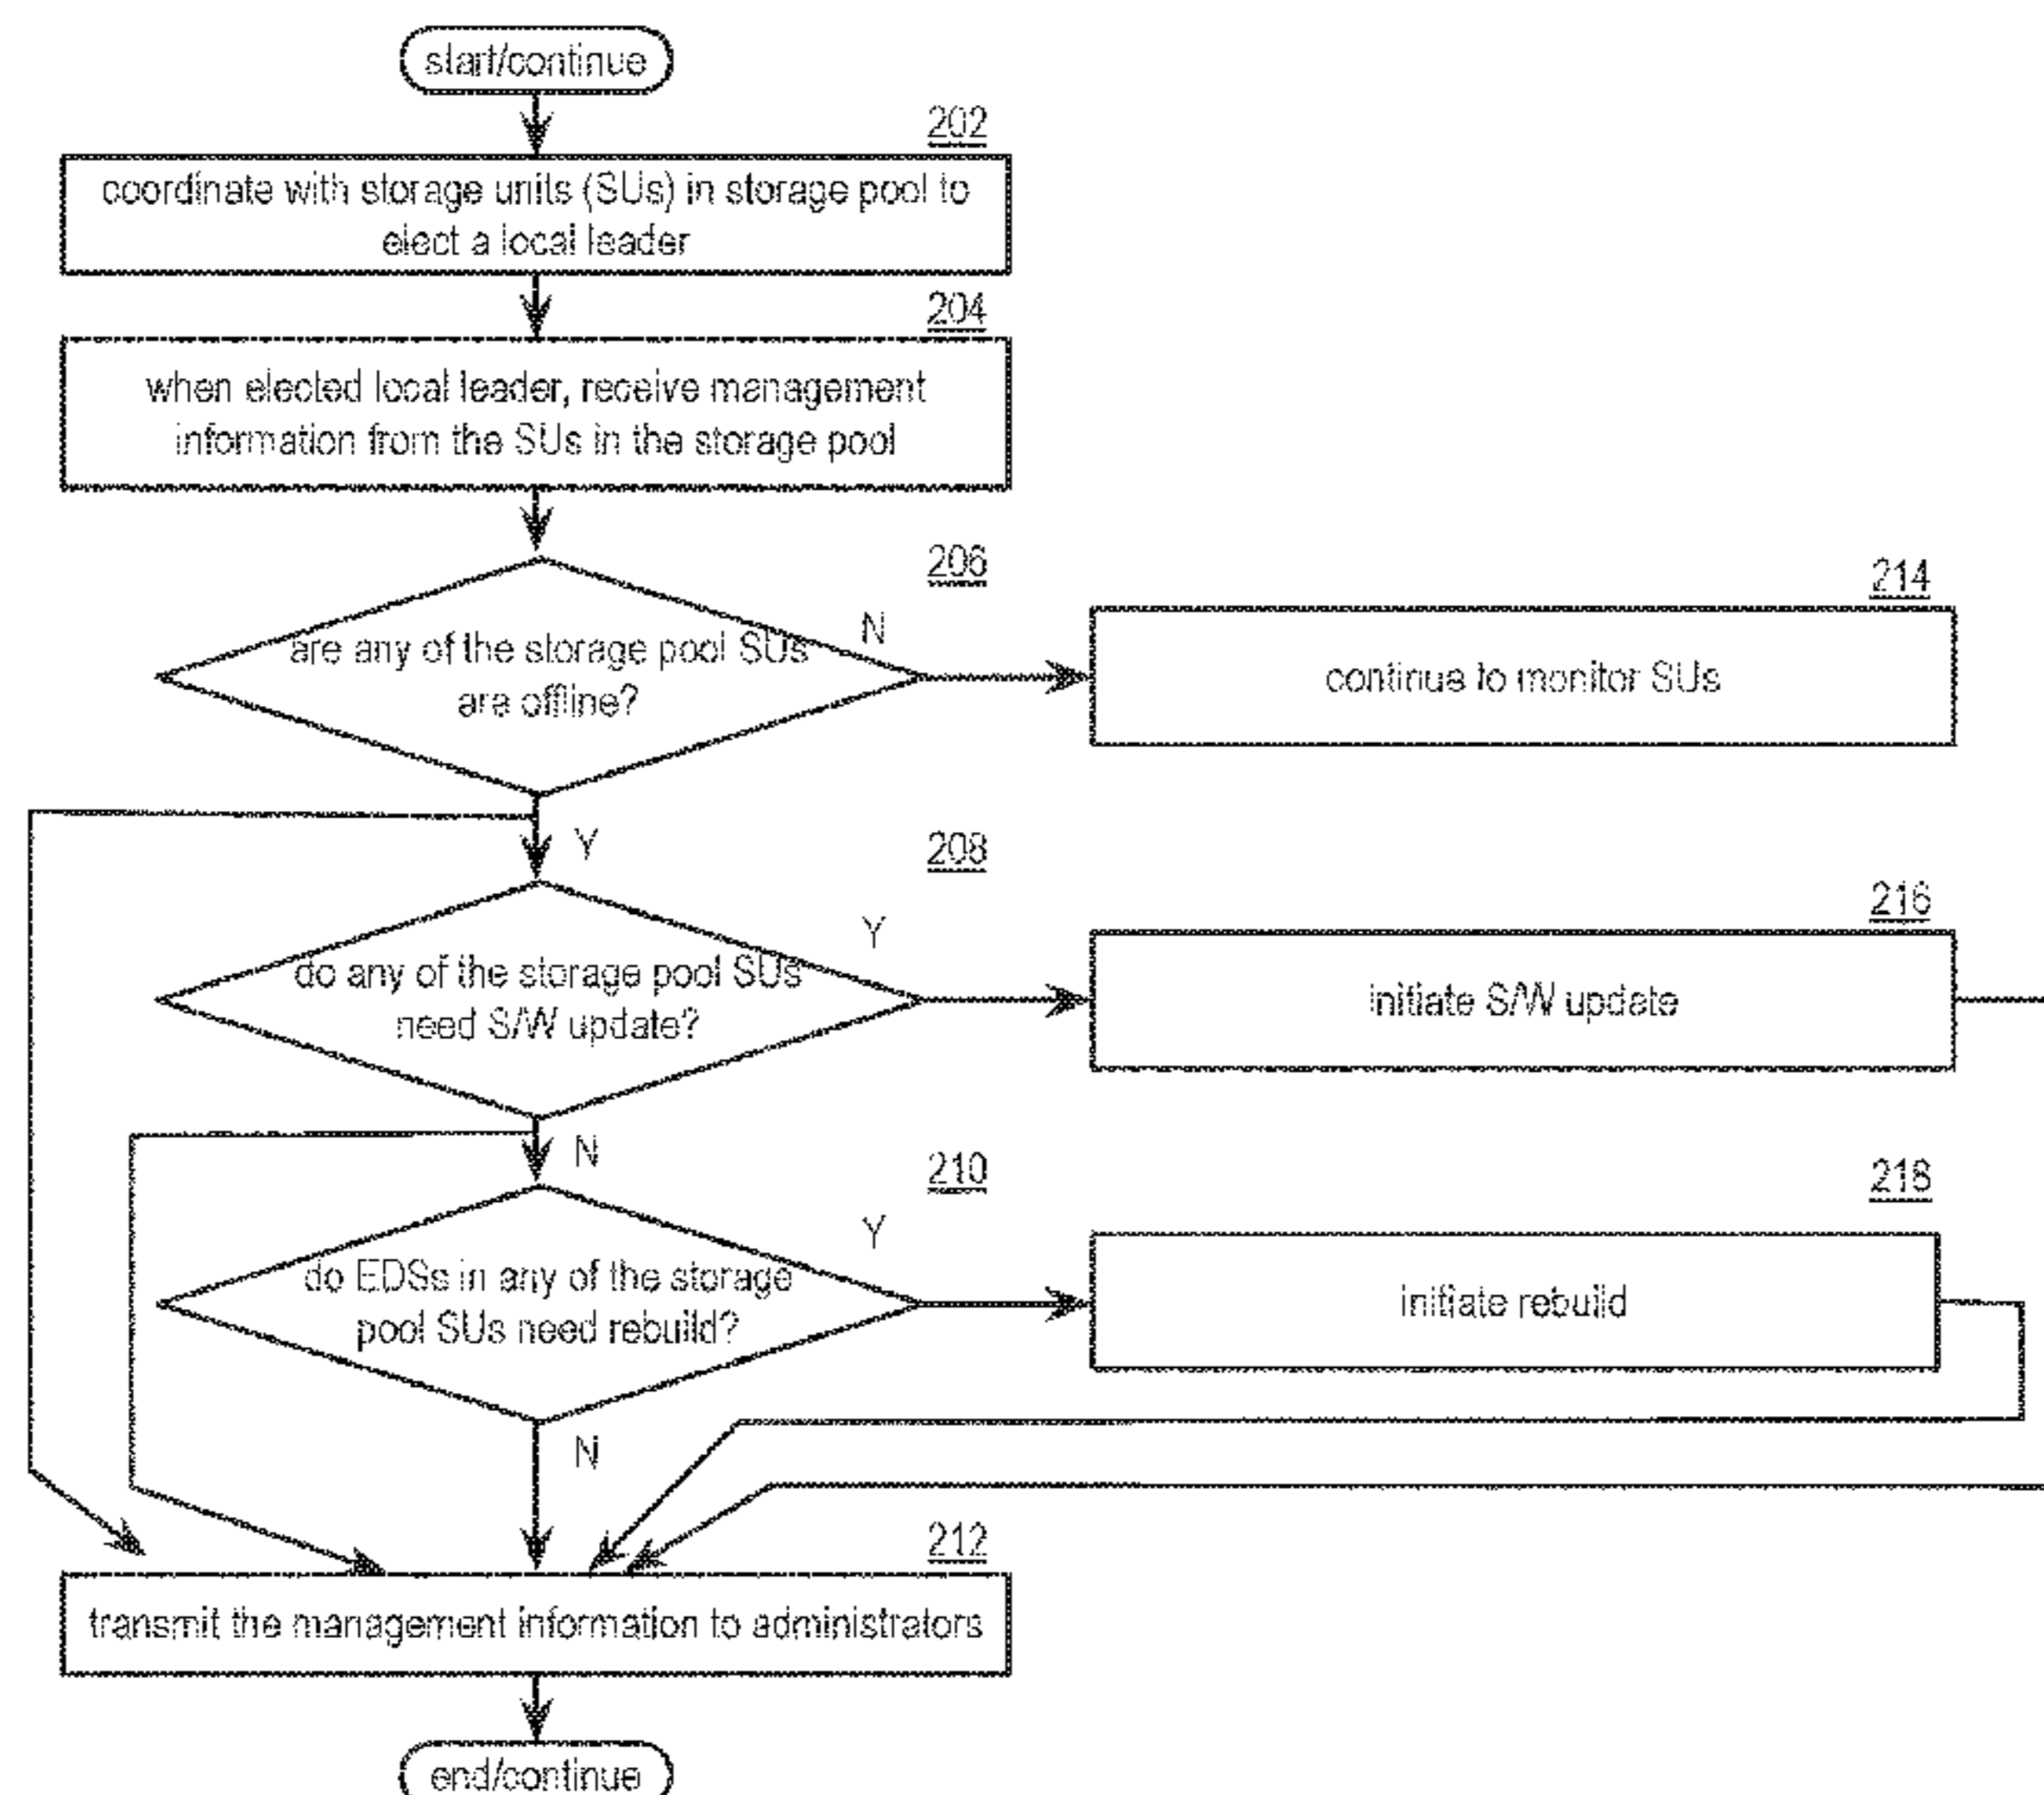 start/continue
202
coordinate with storage units (SUs) in storage pool to
elect a local leader
204
when elected local leader, receive management
information from the SUs in the storage pool
206
are any of the storage pool SUs
are offline?
N
214
continue to monitor SUs
Y
208
do any of the storage pool SUs
need S/W update?
Y
216
initiate S/W update
N
210
do EDSs in any of the storage
pool SUs need rebuild?
Y
218
initiate rebuild
N
212
transmit the management information to administrators
end/continue